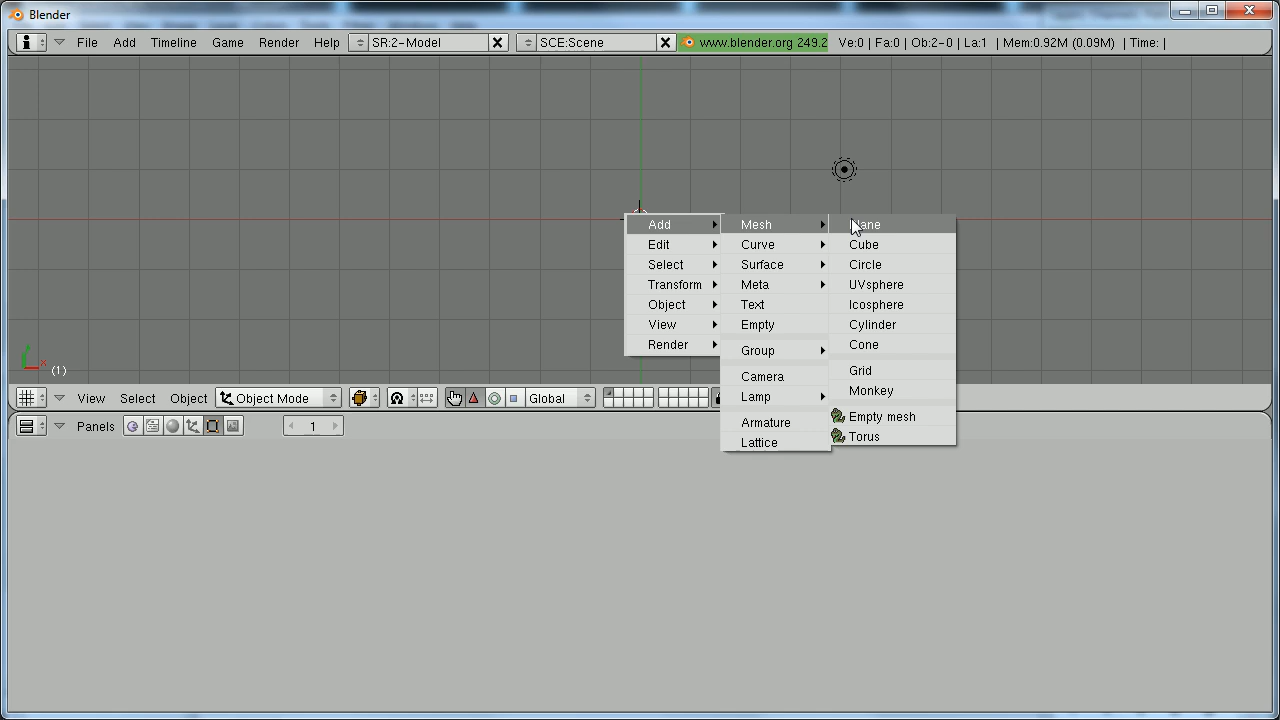 Blender
File Add Timeline Game Render Help SR:2-Model SCE:Scene www.blender.org 249.2 Ve:0 | Fa:0 | Ob:2-0 | La:1 | Mem:0.92M (0.09M) | Time: |
Add Mesh
Edit Curve Cube
Select Surface Circle
Transform Meta UVsphere
Object Text Icosphere
View Empty Cylinder
Render Group Cone
x (1)
Camera Grid
Lamp Monkey
View Select Object Object Mode Global
Armature Empty mesh
Lattice Torus
Panels 1